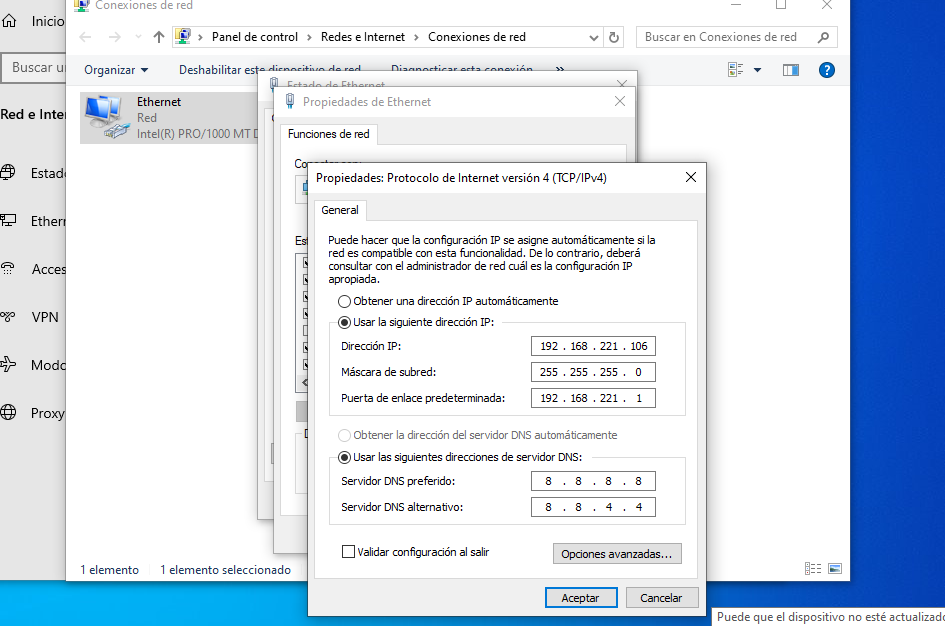 Conexiones de red
Inicio
Panel de control
Redes e Internet
Conexiones de red
Buscar en Conexiones de red
Buscar u
Organizar
Deshabilitar este dispositivo de red
Diagnosticar esta conexión
»
Estado de Ethernet
Ethernet
Red
Intel(R) PRO/1000 MT D
Red e Inter
Propiedades de Ethernet
Funciones de red
Estado
Ethern
Acces
VPN
Modo
Proxy
Propiedades: Protocolo de Internet versión 4 (TCP/IPv4)
General
Puede hacer que la configuración IP se asigne automáticamente si la
red es compatible con esta funcionalidad. De lo contrario, deberá
consultar con el administrador de red cuál es la configuración IP
apropiada.
Obtener una dirección IP automáticamente
Usar la siguiente dirección IP:
Dirección IP: 192 . 168 . 221 . 106
Máscara de subred: 255 . 255 . 255 . 0
Puerta de enlace predeterminada: 192 . 168 . 221 . 1
Obtener la dirección del servidor DNS automáticamente
Usar las siguientes direcciones de servidor DNS:
Servidor DNS preferido: 8 . 8 . 8 . 8
Servidor DNS alternativo: 8 . 8 . 4 . 4
Validar configuración al salir
Opciones avanzadas...
Aceptar
Cancelar
1 elemento
1 elemento seleccionado
Puede que el dispositivo no esté actualizado